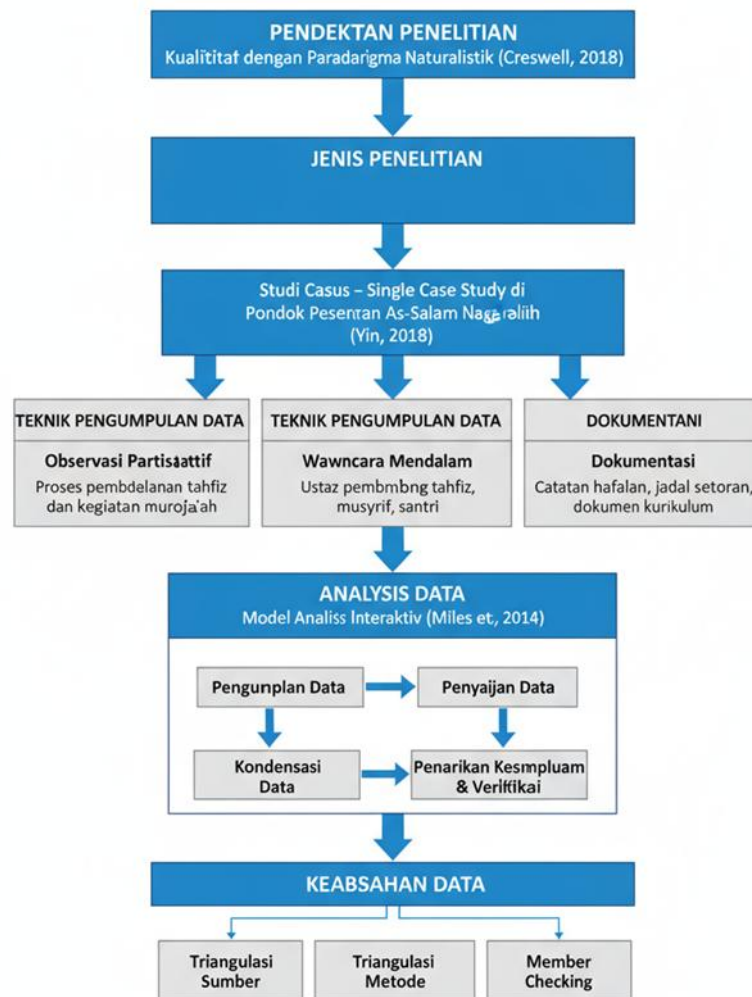 PENDEKTAN PENELITIAN
Kualititaf dengan Paradarigma Naturalistik (Creswell, 2018)
JENIS PENELITIAN
Studi Casus – Single Case Study di
Pondok Pesentran As-Salam
(Yin, 2018)
TEKNIK PENGUMPULAN DATA
Observasi
Proses pembdelanan tahfiz
dan kegiatan muroja'ah
TEKNIK PENGUMPULAN DATA
Wawncara Mendalam
Ustaz pembmbng tahfiz,
musyrif, santri
DOKUMENTANI
Dokumentasi
Catatan hafalan, jadal setoran,
dokumen kurikulum
ANALYSIS DATA
Model Analiss Interaktiv (Miles et., 2014)
Pengunplan Data
Penyaijan Data
Kondensasi
Data
Penarikan Kesmpluam
& Verifikai
KEABSAHAN DATA
Triangulasi
Sumber
Triangulasi
Metode
Member
Checking